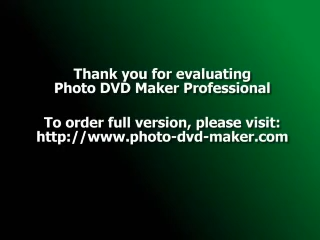 Thank you for evaluating
Photo DVD Maker Professional
To order full version, please visit:
http://www.photo-dvd-maker.com